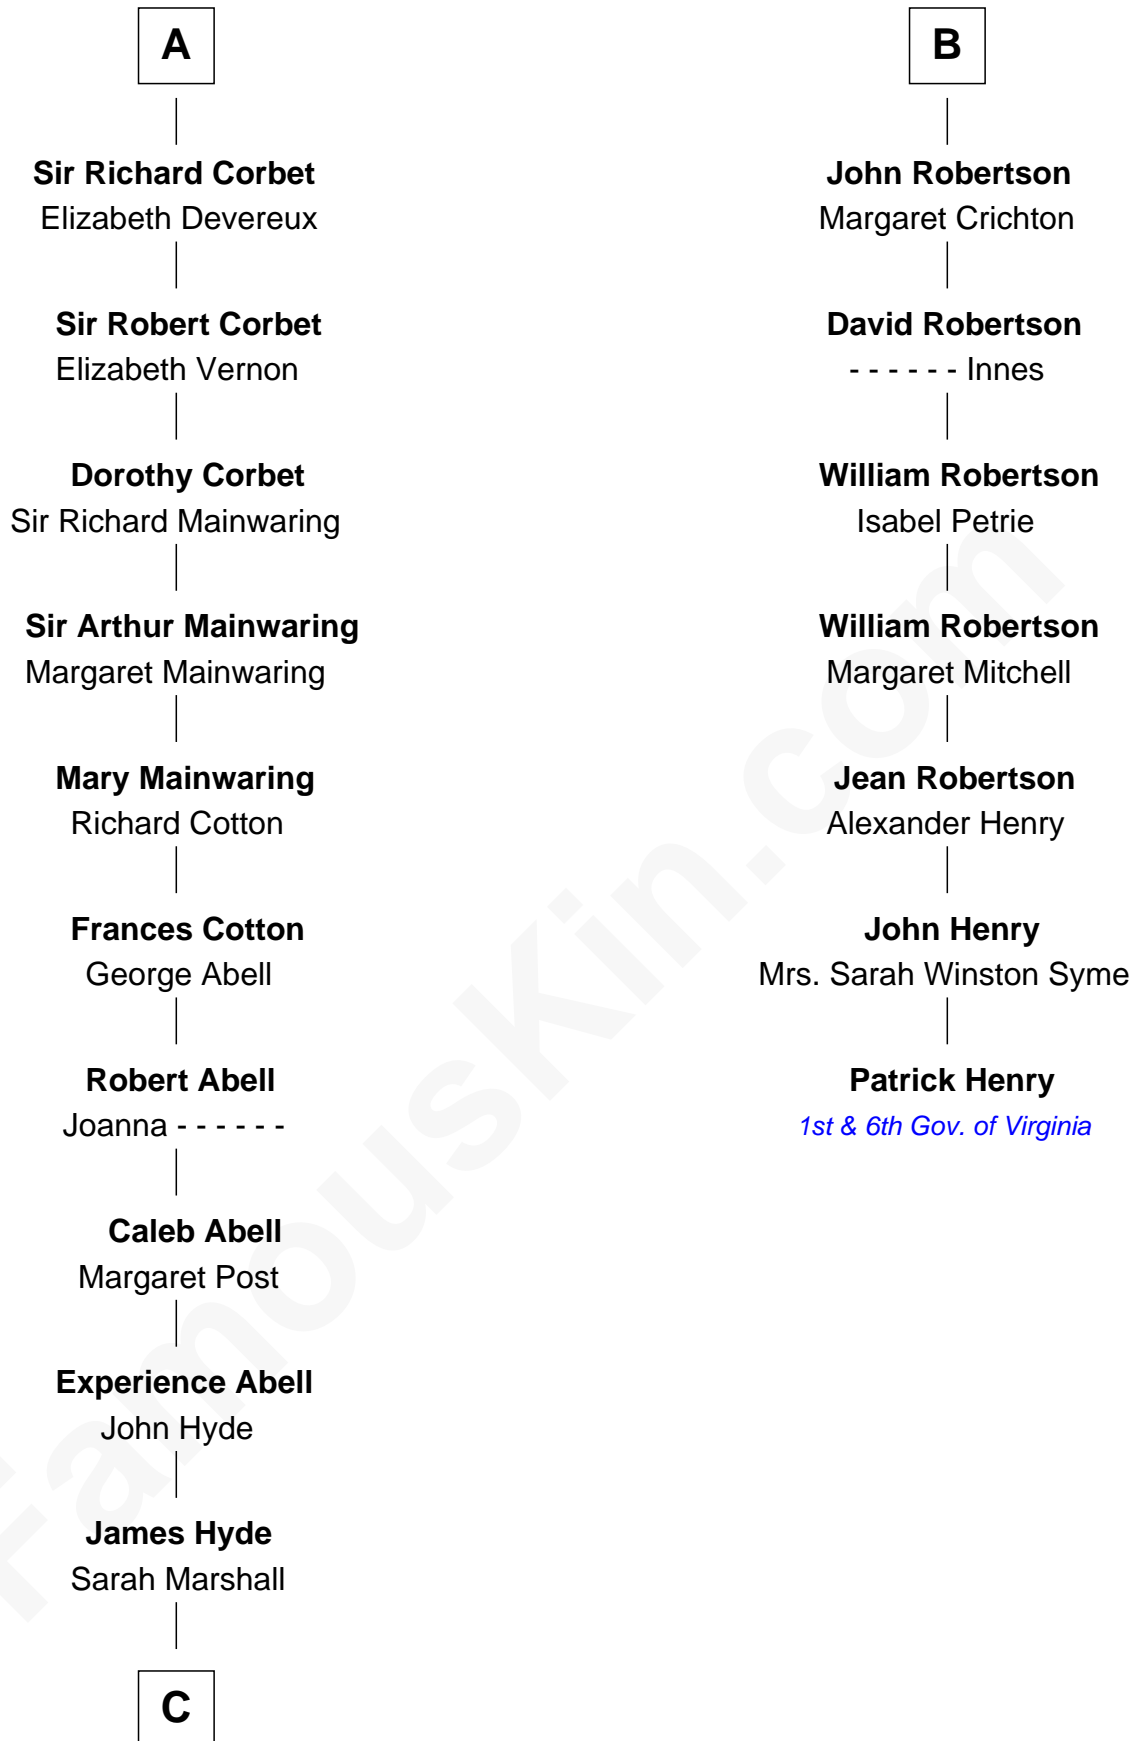 A
Sir Richard Corbet
Elizabeth Devereux
Sir Robert Corbet
Elizabeth Vernon
Dorothy Corbet
Sir Richard Mainwaring
Sir Arthur Mainwaring
Margaret Mainwaring
Mary Mainwaring
Richard Cotton
Frances Cotton
George Abell
Robert Abell
Joanna - - - - - -
Caleb Abell
Margaret Post
Experience Abell
John Hyde
James Hyde
Sarah Marshall
C
B
John Robertson
Margaret Crichton
David Robertson
- - - - - - Innes
William Robertson
Isabel Petrie
William Robertson
Margaret Mitchell
Jean Robertson
Alexander Henry
John Henry
Mrs. Sarah Winston Syme
Patrick Henry
1st & 6th Gov. of Virginia
FamousKin.com